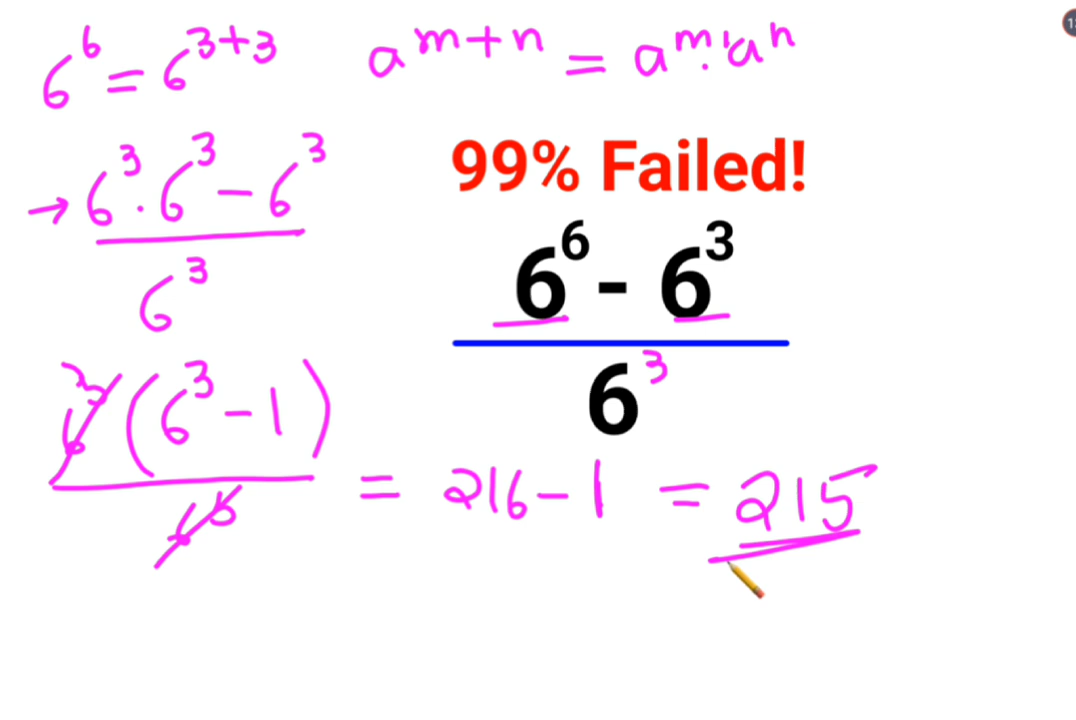 6^6 = 6^{3+3}    a^{m+n} = a^m · a^n
99% Failed!
→ 6^3 · 6^3 - 6^3
6^3
6^6 - 6^3
6^3
6^3 (6^3 - 1)
6^3
= 216 - 1 = 215